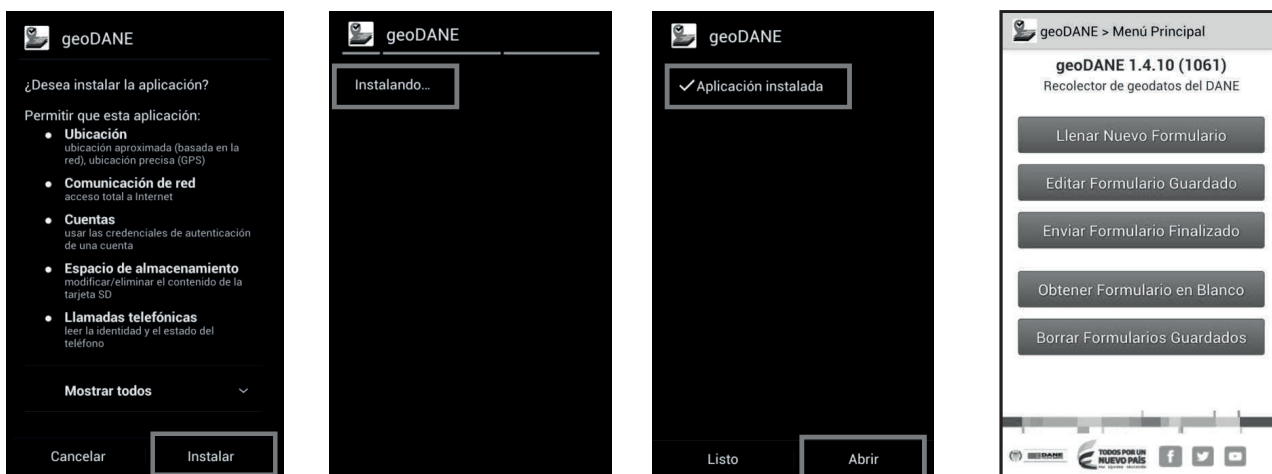 geoDANE
¿Desea instalar la aplicación?
Permitir que esta aplicación:
Ubicación
ubicación aproximada (basada en la
red), ubicación precisa (GPS)
Comunicación de red
acceso total a Internet
Cuentas
usar las credenciales de autenticación
de una cuenta
Espacio de almacenamiento
modificar/eliminar el contenido de la
tarjeta SD
Llamadas telefónicas
leer la identidad y el estado del
teléfono
Mostrar todos
Cancelar Instalar
geoDANE
Instalando...
geoDANE
Aplicación instalada
Listo Abrir
geoDANE > Menú Principal
geoDANE 1.4.10 (1061)
Recolector de geodatos del DANE
Llenar Nuevo Formulario
Editar Formulario Guardado
Enviar Formulario Finalizado
Obtener Formulario en Blanco
Borrar Formularios Guardados
DANE
TODOS POR UN
NUEVO PAÍS